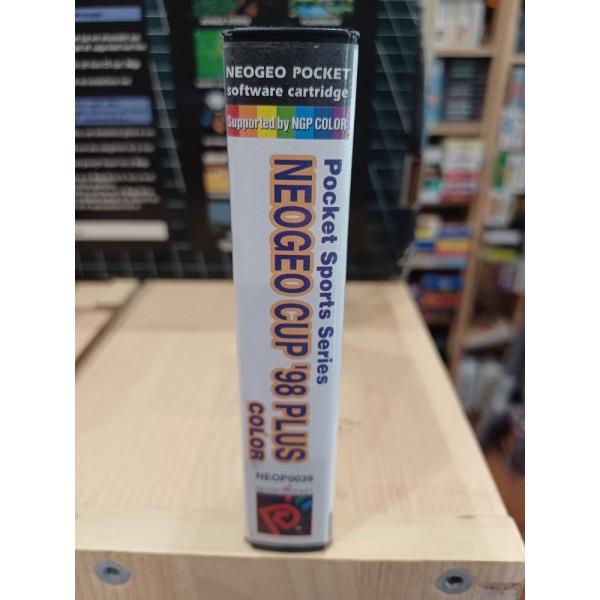 NEOGEO POCKET
software cartridge
Supported by NGP COLOR
Pocket Sports Series
NEOGEO CUP '98 PLUS
COLOR
NEOP0039